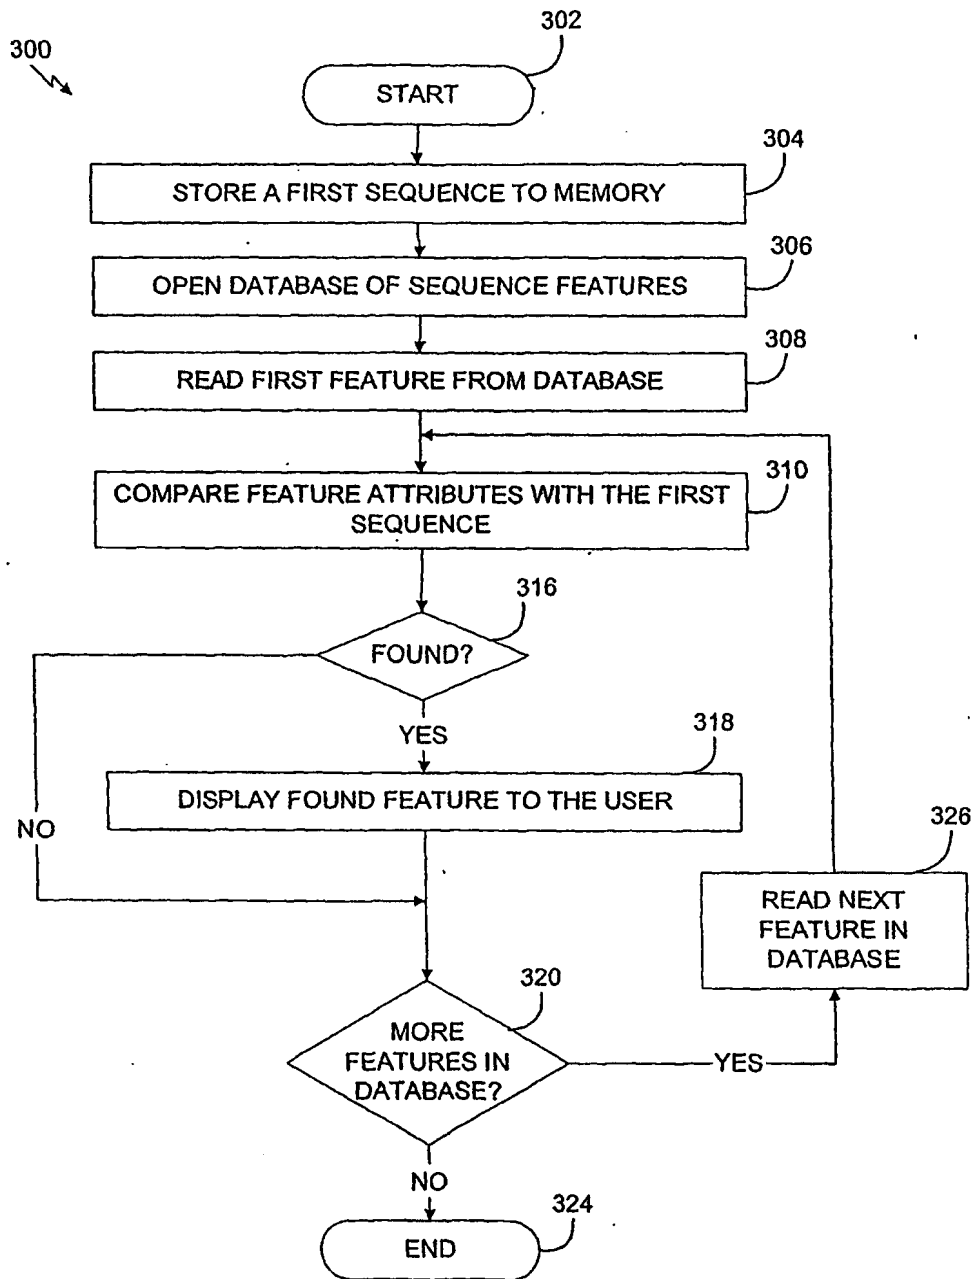 300
302
START
304
STORE A FIRST SEQUENCE TO MEMORY
306
OPEN DATABASE OF SEQUENCE FEATURES
308
READ FIRST FEATURE FROM DATABASE
310
COMPARE FEATURE ATTRIBUTES WITH THE FIRST
SEQUENCE
316
FOUND?
YES
318
DISPLAY FOUND FEATURE TO THE USER
NO
326
READ NEXT
FEATURE IN
DATABASE
320
MORE
FEATURES IN
DATABASE?
YES
NO
324
END